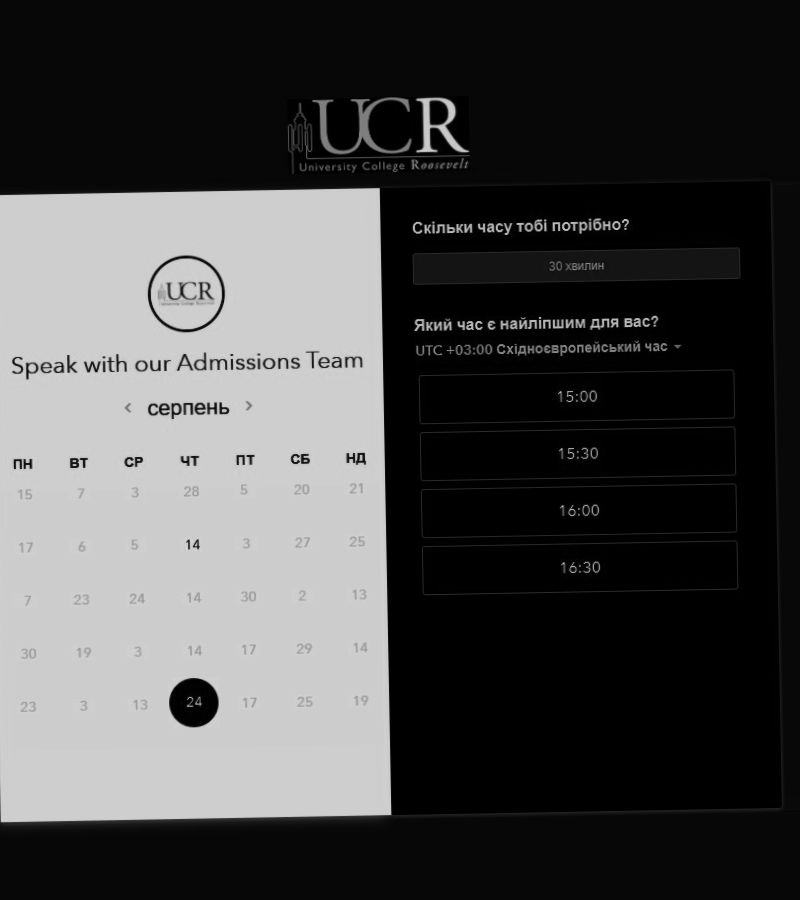 UCR
University College Roosevelt
UCR
University College Roosevelt
Speak with our Admissions Team
серпень
ПН ВТ СР ЧТ ПТ СБ НД
15 7 3 28 5 20 21
17 6 5 14 3 27 25
7 23 24 14 30 2 13
30 19 3 14 17 29 14
23 3 13 24 17 25 19
Скільки часу тобі потрібно?
30 хвилин
Який час є найліпшим для вас?
UTC +03:00 Східноєвропейський час
15:00
15:30
16:00
16:30